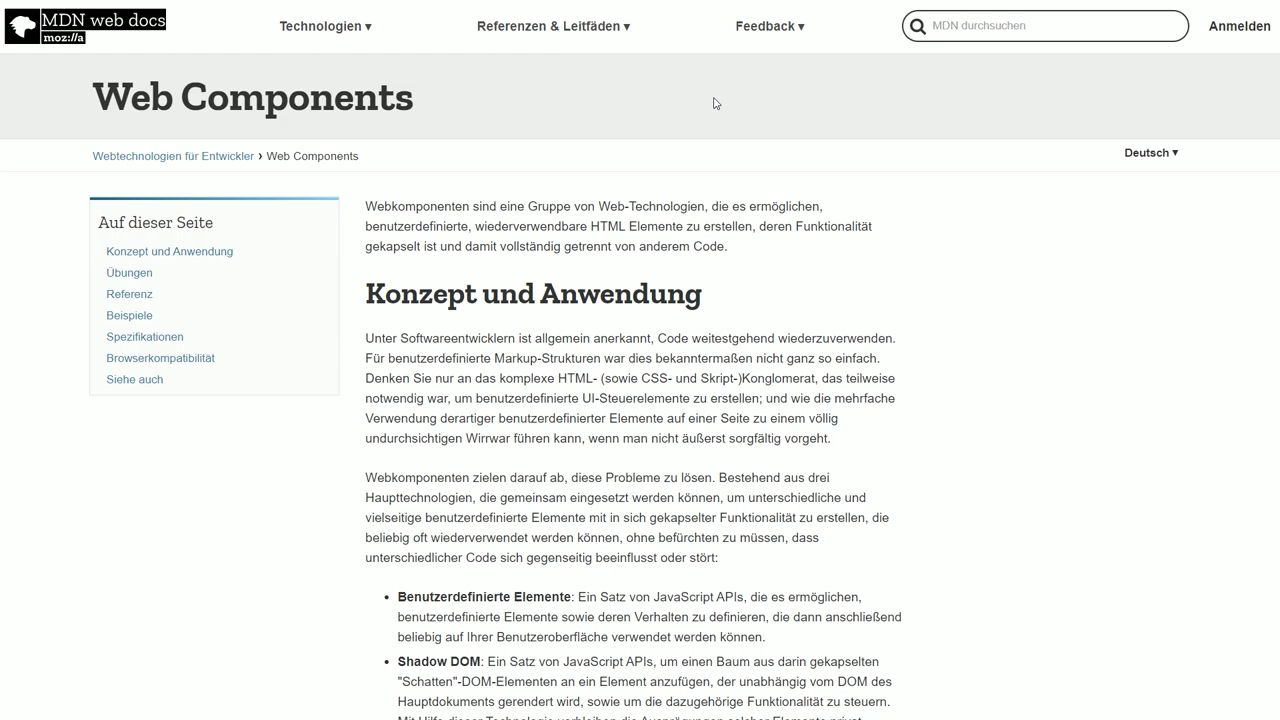 MDN web docs
moz://a
Technologien ▾
Referenzen & Leitfäden ▾
Feedback ▾
MDN durchsuchen
Anmelden
Web Components
Webtechnologien für Entwickler › Web Components
Deutsch ▾
Auf dieser Seite
Konzept und Anwendung
Übungen
Referenz
Beispiele
Spezifikationen
Browserkompatibilität
Siehe auch
Webkomponenten sind eine Gruppe von Web-Technologien, die es ermöglichen,
benutzerdefinierte, wiederverwendbare HTML Elemente zu erstellen, deren Funktionalität
gekapselt ist und damit vollständig getrennt von anderem Code.
Konzept und Anwendung
Unter Softwareentwicklern ist allgemein anerkannt, Code weitestgehend wiederzuverwenden.
Für benutzerdefinierte Markup-Strukturen war dies bekanntermaßen nicht ganz so einfach.
Denken Sie nur an das komplexe HTML- (sowie CSS- und Skript-)Konglomerat, das teilweise
notwendig war, um benutzerdefinierte UI-Steuerelemente zu erstellen; und wie die mehrfache
Verwendung derartiger benutzerdefinierter Elemente auf einer Seite zu einem völlig
undurchsichtigen Wirrwar führen kann, wenn man nicht äußerst sorgfältig vorgeht.
Webkomponenten zielen darauf ab, diese Probleme zu lösen. Bestehend aus drei
Haupttechnologien, die gemeinsam eingesetzt werden können, um unterschiedliche und
vielseitige benutzerdefinierte Elemente mit in sich gekapselter Funktionalität zu erstellen, die
beliebig oft wiederverwendet werden können, ohne befürchten zu müssen, dass
unterschiedlicher Code sich gegenseitig beeinflusst oder stört:
• Benutzerdefinierte Elemente: Ein Satz von JavaScript APIs, die es ermöglichen,
benutzerdefinierte Elemente sowie deren Verhalten zu definieren, die dann anschließend
beliebig auf Ihrer Benutzeroberfläche verwendet werden können.
• Shadow DOM: Ein Satz von JavaScript APIs, um einen Baum aus darin gekapselten
"Schatten"-DOM-Elementen an ein Element anzufügen, der unabhängig vom DOM des
Hauptdokuments gerendert wird, sowie um die dazugehörige Funktionalität zu steuern.
Mit Hilfe dieser Technologie verbleiben die Ausprägungen solcher Elemente privat